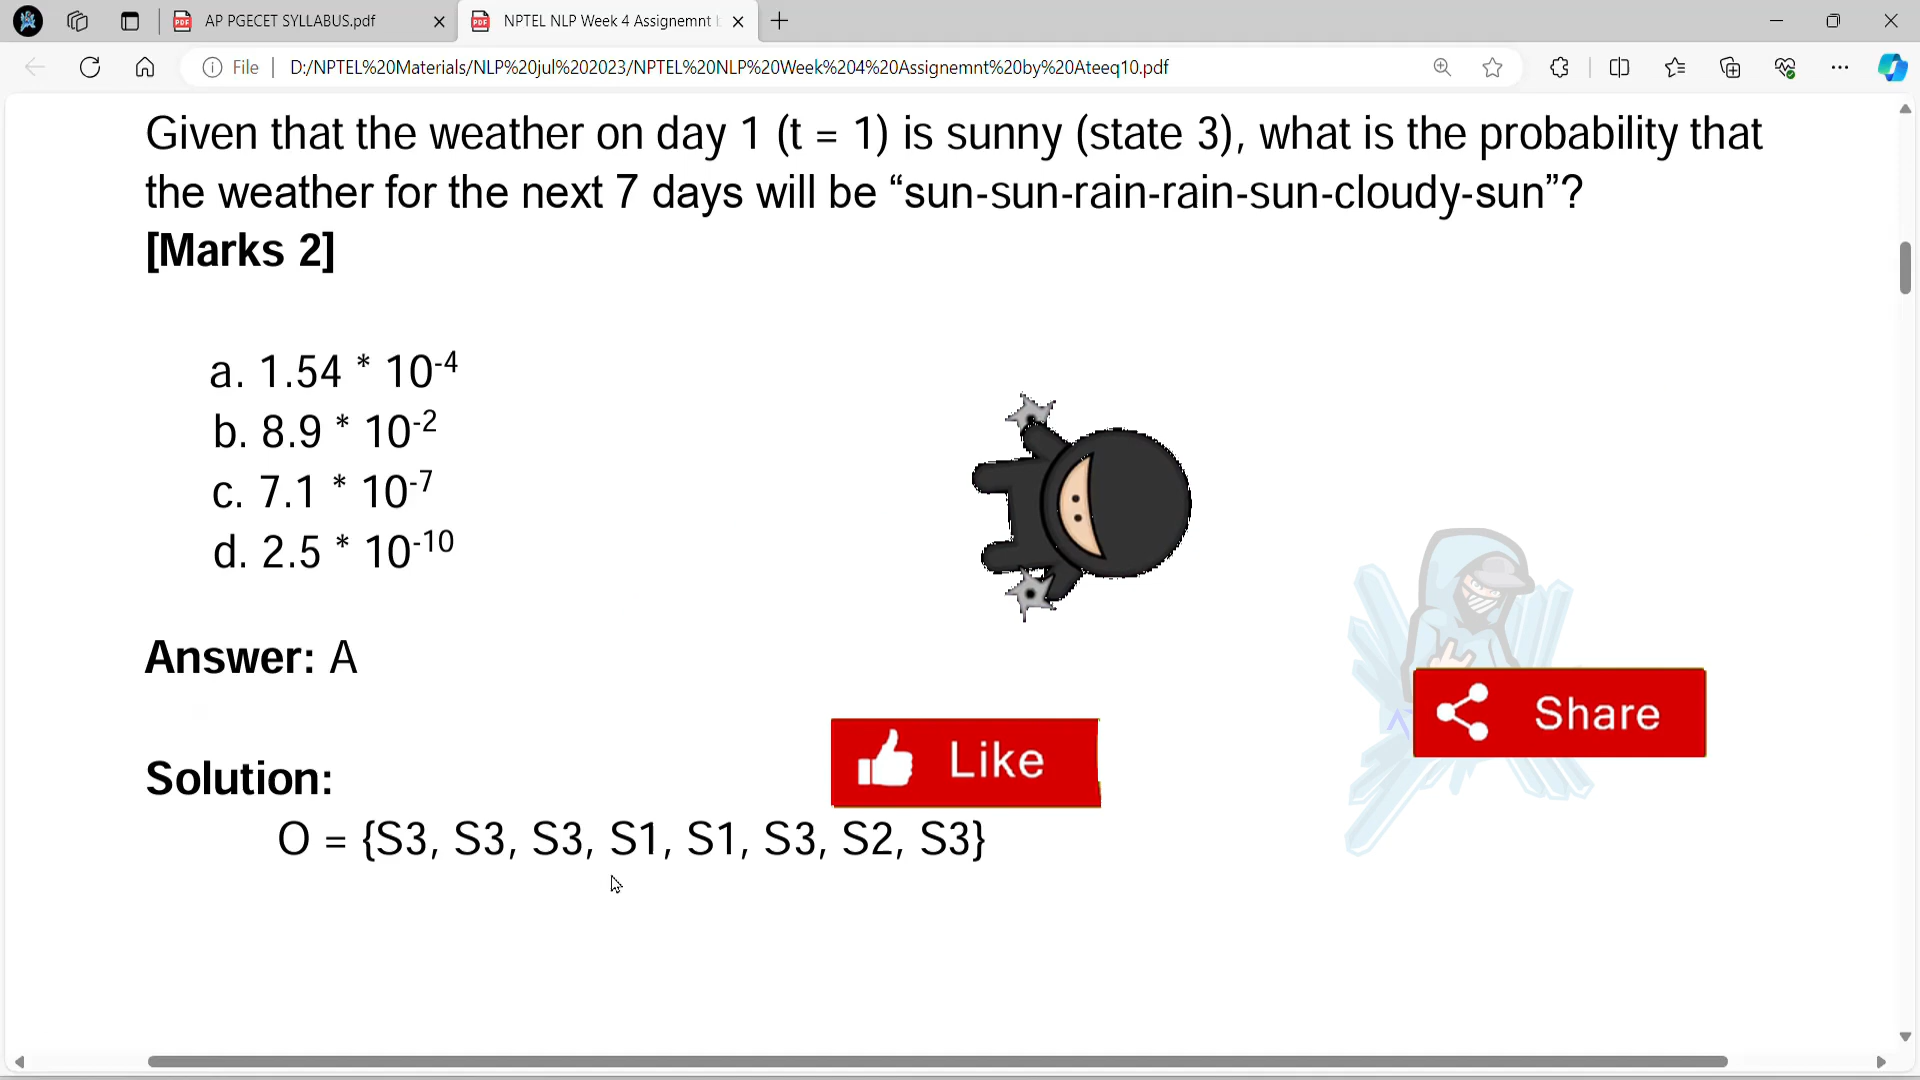 AP PGECET SYLLABUS.pdf
NPTEL NLP Week 4 Assignemnt
File
D:/NPTEL%20Materials/NLP%20jul%202023/NPTEL%20NLP%20Week%204%20Assignemnt%20by%20Ateeq10.pdf
Given that the weather on day 1 (t = 1) is sunny (state 3), what is the probability that
the weather for the next 7 days will be “sun-sun-rain-rain-sun-cloudy-sun”?
[Marks 2]
a. 1.54 * 10⁻⁴
b. 8.9 * 10⁻²
c. 7.1 * 10⁻⁷
d. 2.5 * 10⁻¹⁰
Answer: A
Share
Like
Solution:
O = {S3, S3, S3, S1, S1, S3, S2, S3}